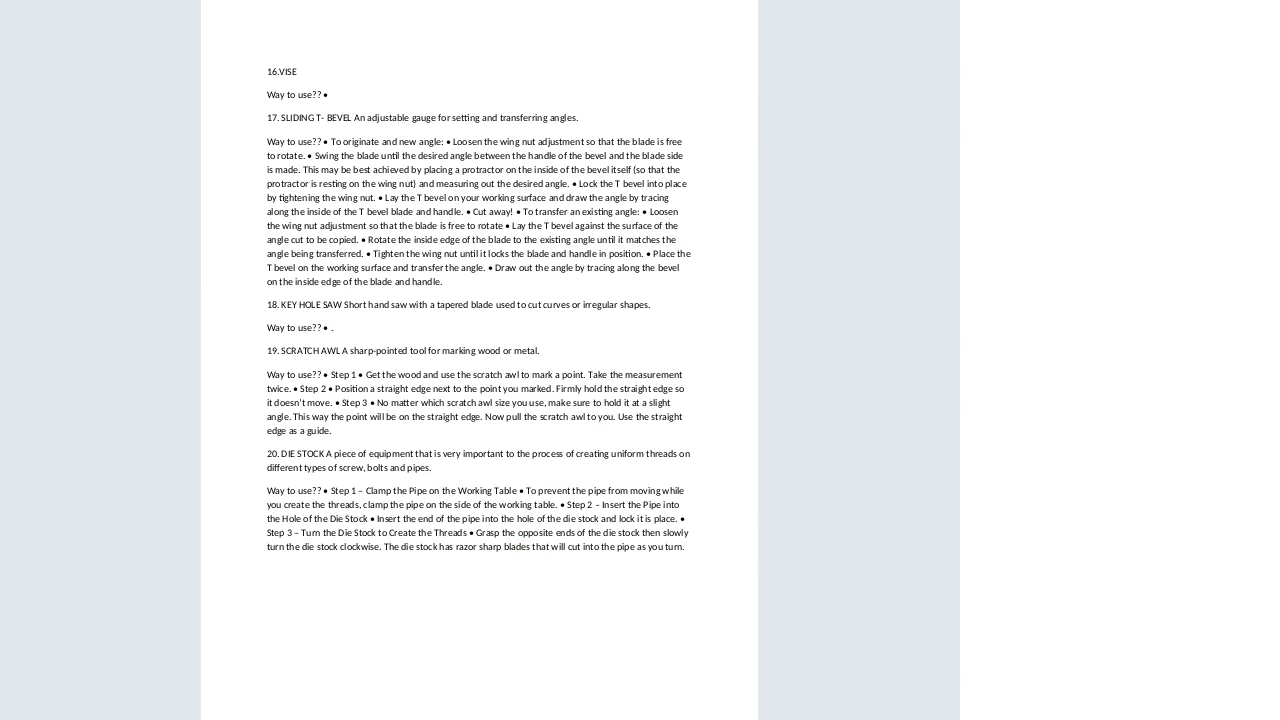 16.VISE
Way to use?? •
17. SLIDING T- BEVEL An adjustable gauge for setting and transferring angles.
Way to use?? • To originate and new angle: • Loosen the wing nut adjustment so that the blade is free
to rotate. • Swing the blade until the desired angle between the handle of the bevel and the blade side
is made. This may be best achieved by placing a protractor on the inside of the bevel itself (so that the
protractor is resting on the wing nut) and measuring out the desired angle. • Lock the T bevel into place
by tightening the wing nut. • Lay the T bevel on your working surface and draw the angle by tracing
along the inside of the T bevel blade and handle. • Cut away! • To transfer an existing angle: • Loosen
the wing nut adjustment so that the blade is free to rotate • Lay the T bevel against the surface of the
angle cut to be copied. • Rotate the inside edge of the blade to the existing angle until it matches the
angle being transferred. • Tighten the wing nut until it locks the blade and handle in position. • Place the
T bevel on the working surface and transfer the angle. • Draw out the angle by tracing along the bevel
on the inside edge of the blade and handle.
18. KEY HOLE SAW Short hand saw with a tapered blade used to cut curves or irregular shapes.
Way to use?? • .
19. SCRATCH AWL A sharp-pointed tool for marking wood or metal.
Way to use?? • Step 1 • Get the wood and use the scratch awl to mark a point. Take the measurement
twice. • Step 2 • Position a straight edge next to the point you marked. Firmly hold the straight edge so
it doesn’t move. • Step 3 • No matter which scratch awl size you use, make sure to hold it at a slight
angle. This way the point will be on the straight edge. Now pull the scratch awl to you. Use the straight
edge as a guide.
20. DIE STOCK A piece of equipment that is very important to the process of creating uniform threads on
different types of screw, bolts and pipes.
Way to use?? • Step 1 – Clamp the Pipe on the Working Table • To prevent the pipe from moving while
you create the threads, clamp the pipe on the side of the working table. • Step 2 – Insert the Pipe into
the Hole of the Die Stock • Insert the end of the pipe into the hole of the die stock and lock it is place. •
Step 3 – Turn the Die Stock to Create the Threads • Grasp the opposite ends of the die stock then slowly
turn the die stock clockwise. The die stock has razor sharp blades that will cut into the pipe as you turn.